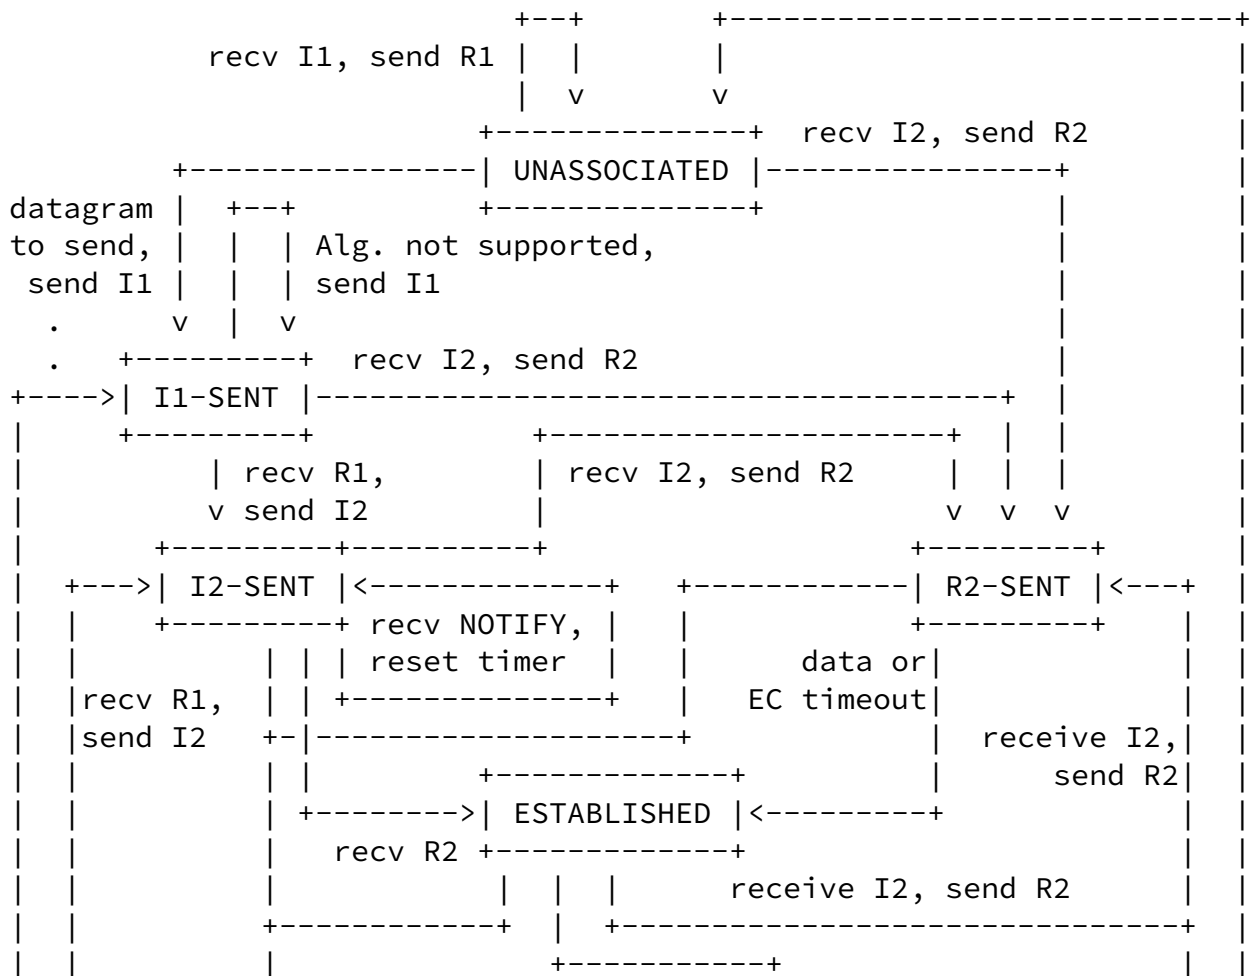 recv I1, send R1
recv I2, send R2
UNASSOCIATED
datagram
to send,
Alg. not supported,
send I1
send I1
v v
.
. recv I2, send R2
I1-SENT
recv R1,
recv I2, send R2
v send I2
v v v
I2-SENT
R2-SENT
recv NOTIFY,
reset timer
data or
recv R1,
EC timeout
send I2
receive I2,
send R2
ESTABLISHED
recv R2
receive I2, send R2